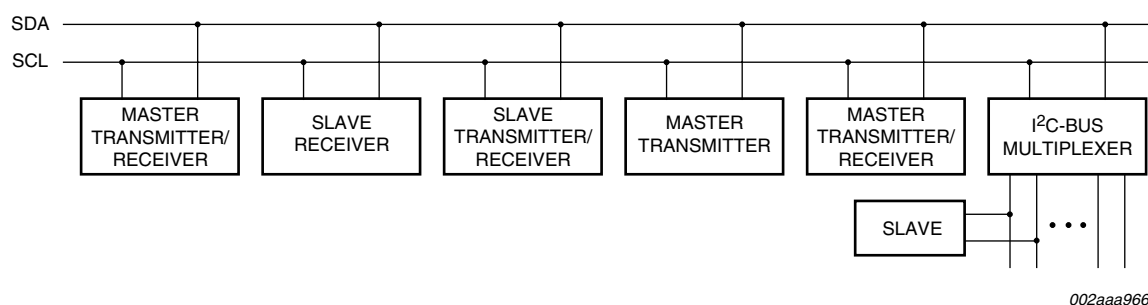 SDA
SCL
MASTER
TRANSMITTER/
RECEIVER
SLAVE
RECEIVER
SLAVE
TRANSMITTER/
RECEIVER
MASTER
TRANSMITTER
MASTER
TRANSMITTER/
RECEIVER
I²C-BUS
MULTIPLEXER
SLAVE
002aaa966